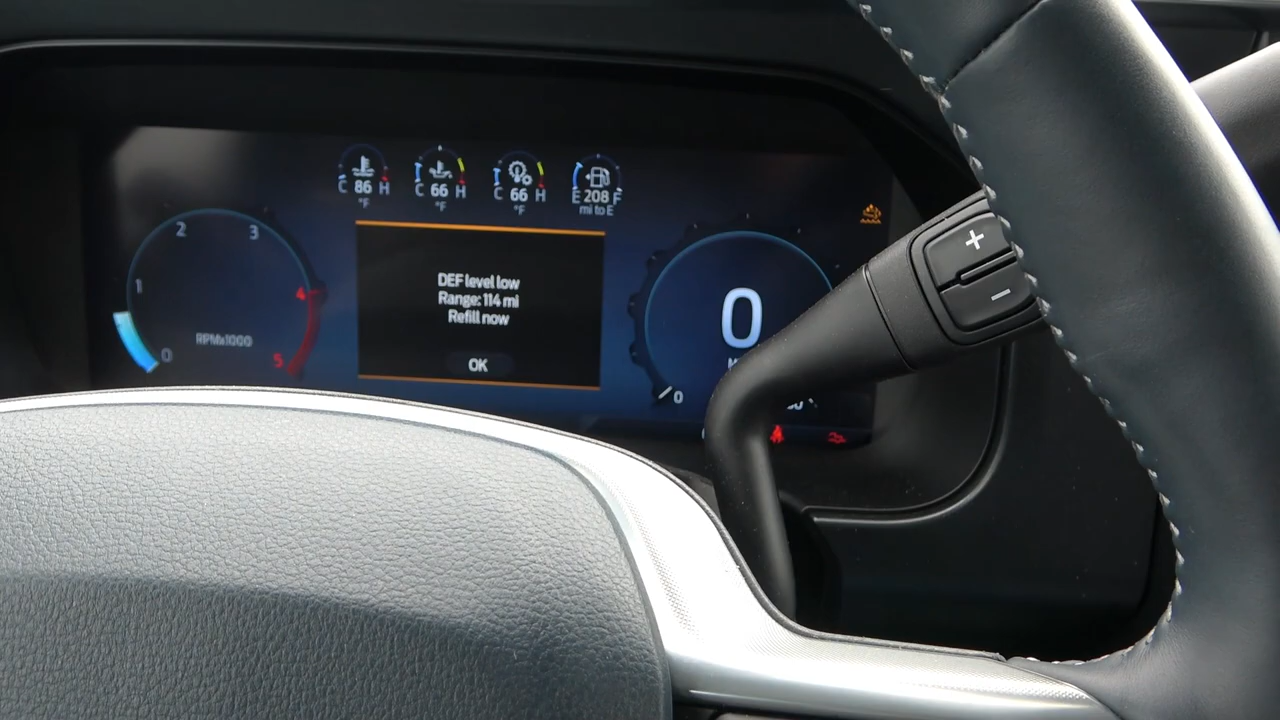 C 86 H
°F
C 66 H
°F
C 66 H
°F
E 208 F
mi to E
2 3
1 4
RPMx1000
0 5
DEF level low
Range: 114 mi
Refill now
OK
0
0
+
−